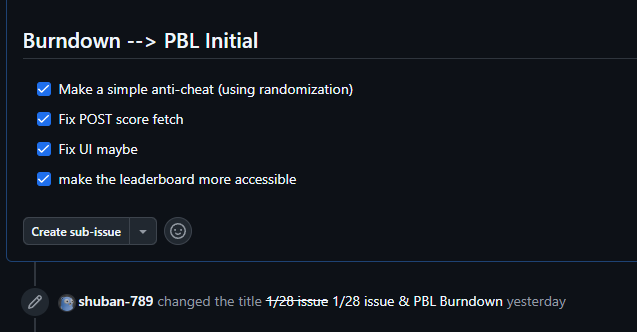 Burndown --> PBL Initial
Make a simple anti-cheat (using randomization)
Fix POST score fetch
Fix UI maybe
make the leaderboard more accessible
Create sub-issue
shuban-789 changed the title 1/28 issue 1/28 issue & PBL Burndown yesterday